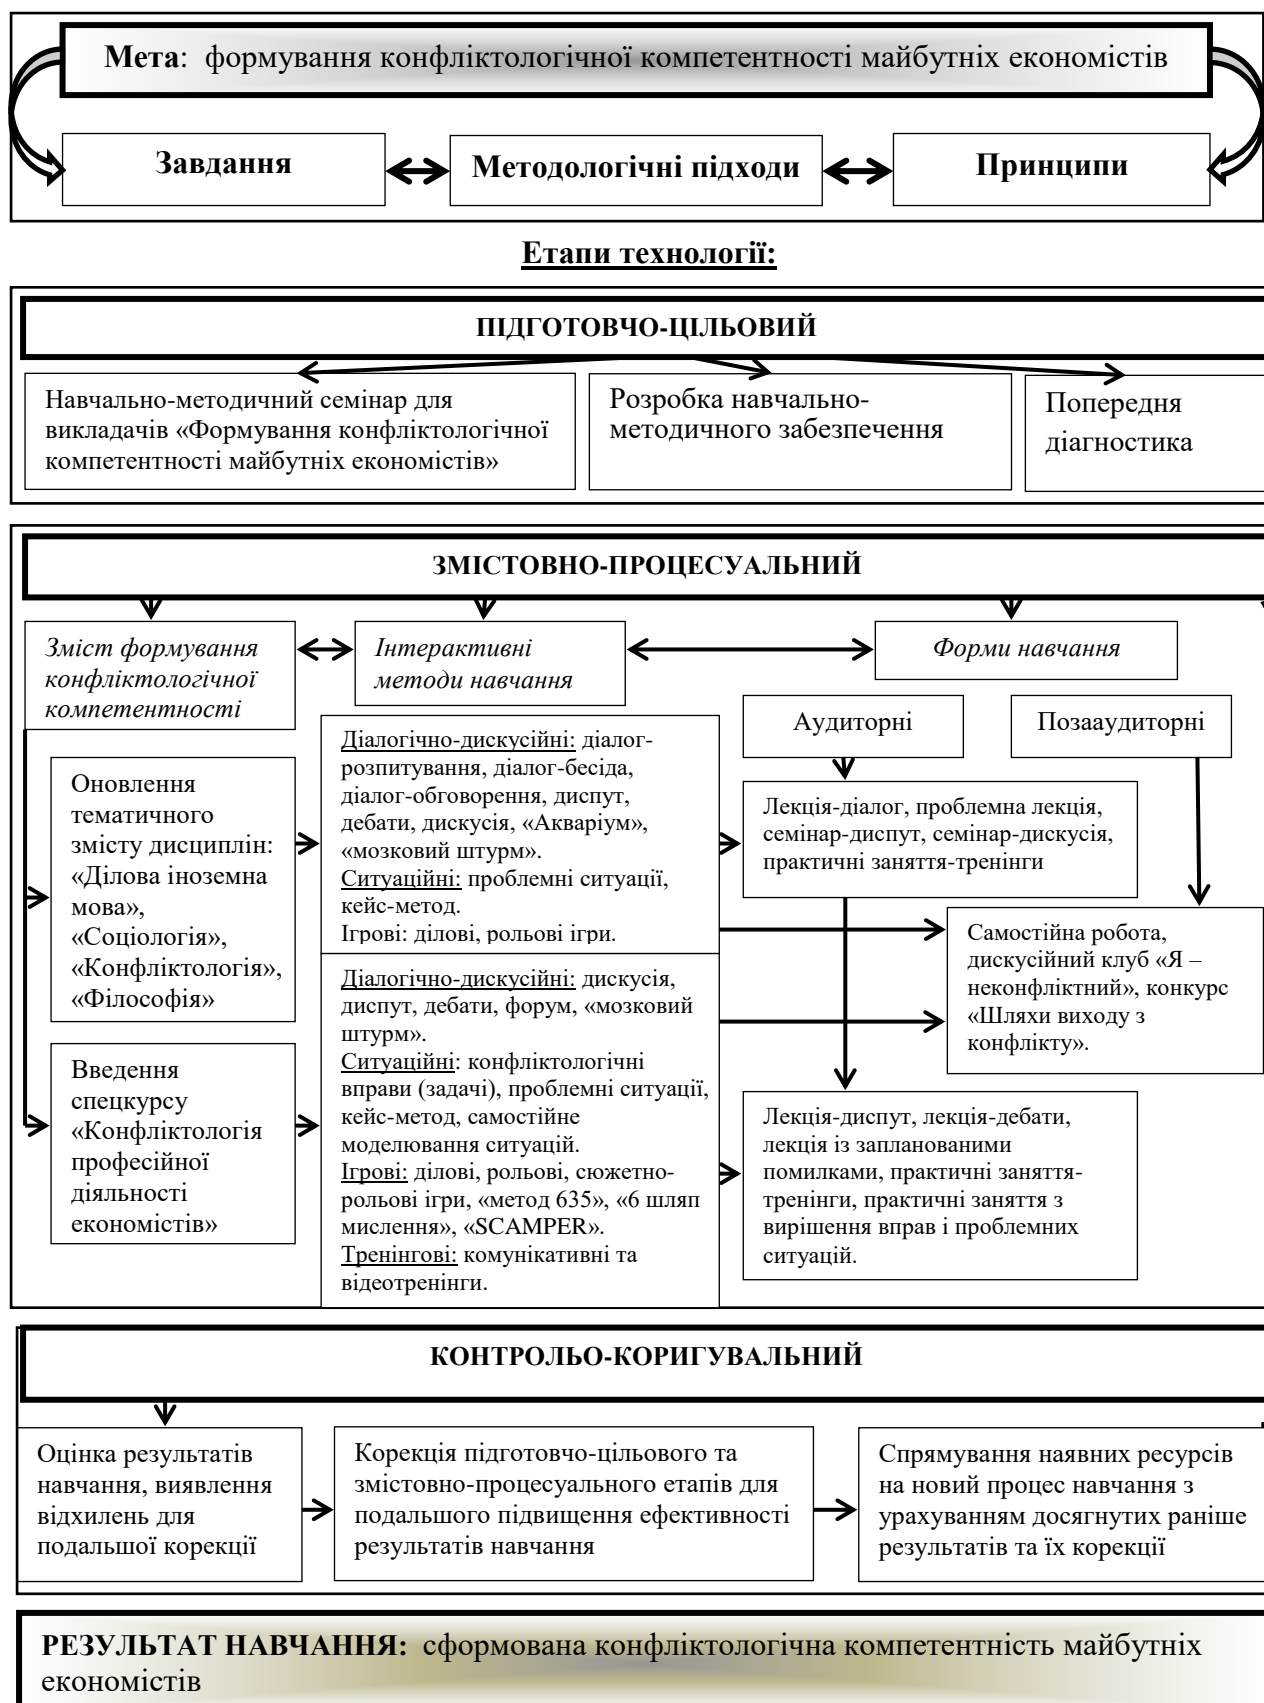 Мета: формування конфліктологічної компетентності майбутніх економістів
Завдання
Методологічні підходи
Принципи
Етапи технології:
ПІДГОТОВЧО-ЦІЛЬОВИЙ
Навчально-методичний семінар для
викладачів «Формування конфліктологічної
компетентності майбутніх економістів»
Розробка навчально-
методичного забезпечення
Попередня
діагностика
ЗМІСТОВНО-ПРОЦЕСУАЛЬНИЙ
Зміст формування
конфліктологічної
компетентності
Інтерактивні
методи навчання
Форми навчання
Аудиторні
Позааудиторні
Оновлення
тематичного
змісту дисциплін:
«Ділова іноземна
мова»,
«Соціологія»,
«Конфліктологія»,
«Філософія»
Діалогічно-дискусійні: діалог-
розпитування, діалог-бесіда,
діалог-обговорення, диспут,
дебати, дискусія, «Акваріум»,
«мозковий штурм».
Ситуаційні: проблемні ситуації,
кейс-метод.
Ігрові: ділові, рольові ігри.
Лекція-діалог, проблемна лекція,
семінар-диспут, семінар-дискусія,
практичні заняття-тренінги
Самостійна робота,
дискусійний клуб «Я –
неконфліктний», конкурс
«Шляхи виходу з
конфлікту».
Введення
спецкурсу
«Конфліктологія
професійної
діяльності
економістів»
Діалогічно-дискусійні: дискусія,
диспут, дебати, форум, «мозковий
штурм».
Ситуаційні: конфліктологічні
вправи (задачі), проблемні ситуації,
кейс-метод, самостійне
моделювання ситуацій.
Ігрові: ділові, рольові, сюжетно-
рольові ігри, «метод 635», «6 шляп
мислення», «SCAMPER».
Тренінгові: комунікативні та
відеотренінги.
Лекція-диспут, лекція-дебати,
лекція із запланованими
помилками, практичні заняття-
тренінги, практичні заняття з
вирішення вправ і проблемних
ситуацій.
КОНТРОЛЬО-КОРИГУВАЛЬНИЙ
Оцінка результатів
навчання, виявлення
відхилень для
подальшої корекції
Корекція підготовчо-цільового та
змістовно-процесуального етапів для
подальшого підвищення ефективності
результатів навчання
Спрямування наявних ресурсів
на новий процес навчання з
урахуванням досягнутих раніше
результатів та їх корекції
РЕЗУЛЬТАТ НАВЧАННЯ: сформована конфліктологічна компетентність майбутніх
економістів